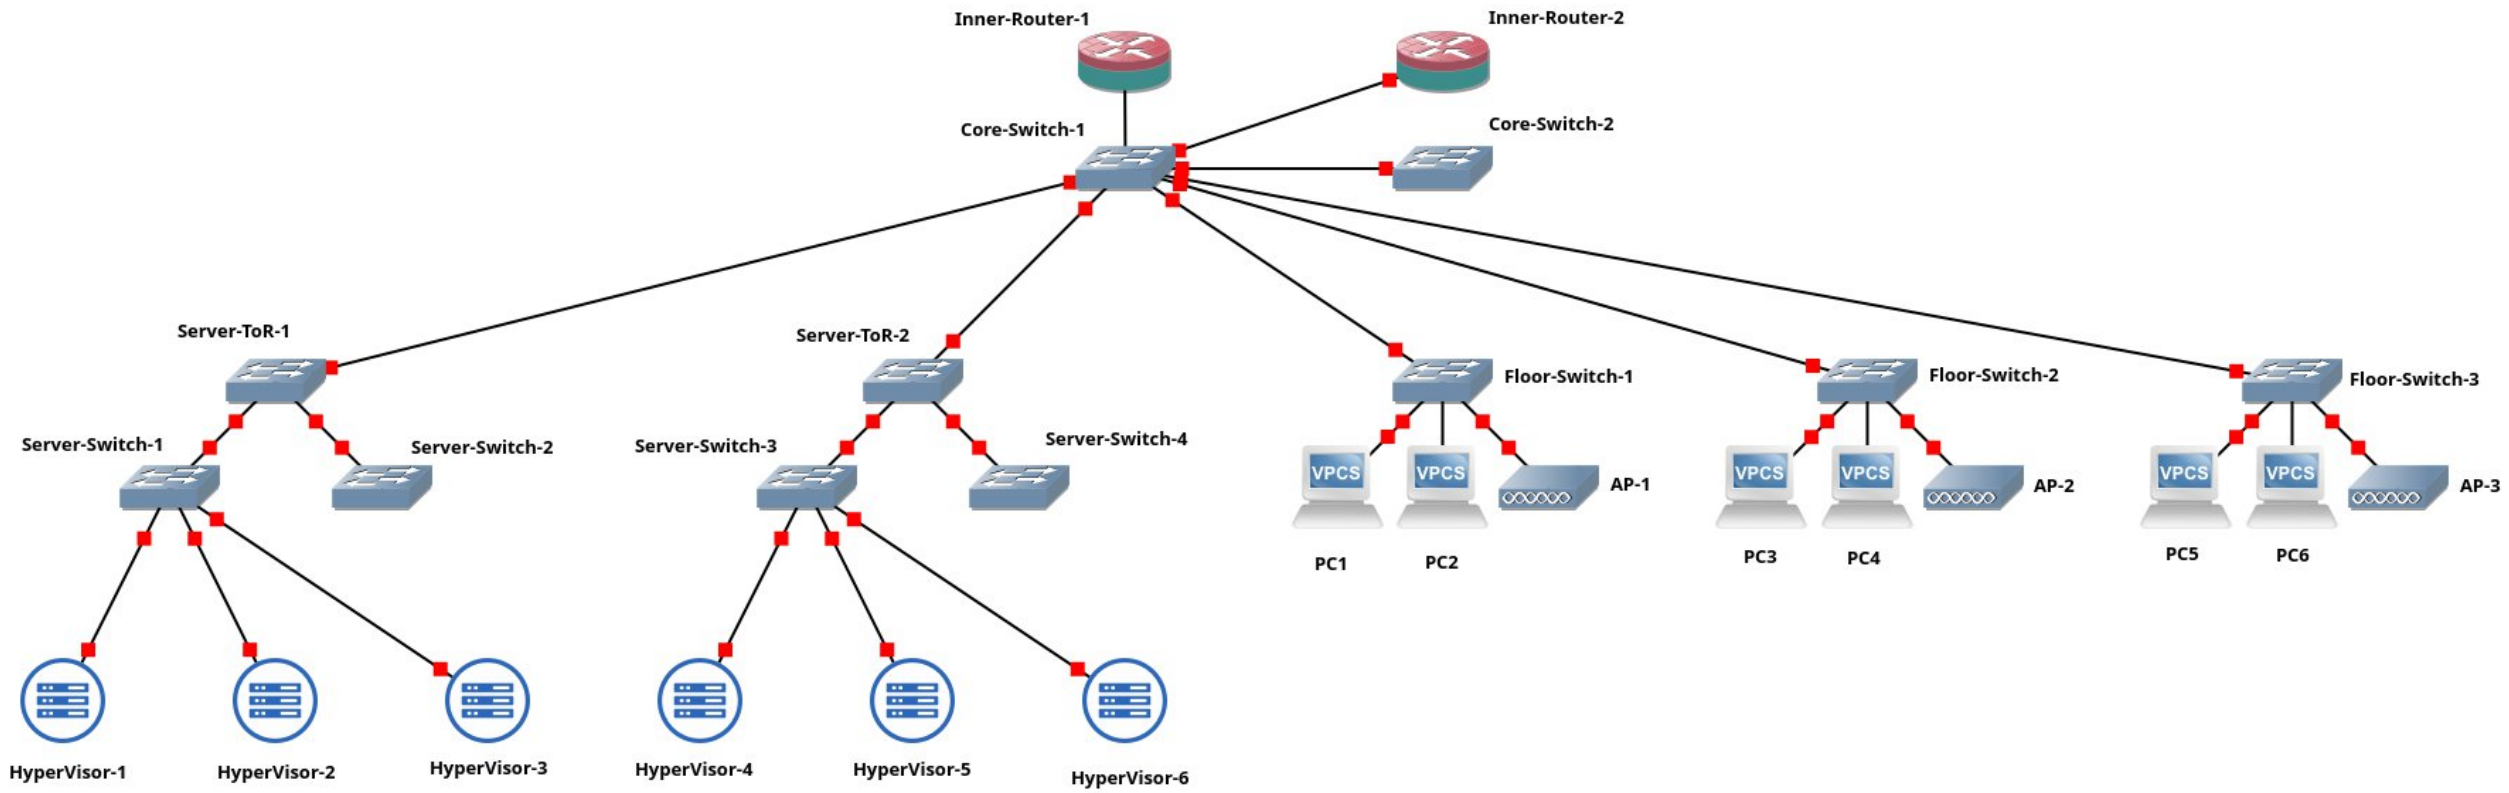 Inner-Router-1
Inner-Router-2
Core-Switch-1
Core-Switch-2
Server-ToR-1
Server-ToR-2
Floor-Switch-1
Floor-Switch-2
Floor-Switch-3
Server-Switch-1
Server-Switch-2
Server-Switch-3
Server-Switch-4
VPCS
VPCS
AP-1
VPCS
VPCS
AP-2
VPCS
VPCS
AP-3
PC1
PC2
PC3
PC4
PC5
PC6
HyperVisor-1
HyperVisor-2
HyperVisor-3
HyperVisor-4
HyperVisor-5
HyperVisor-6